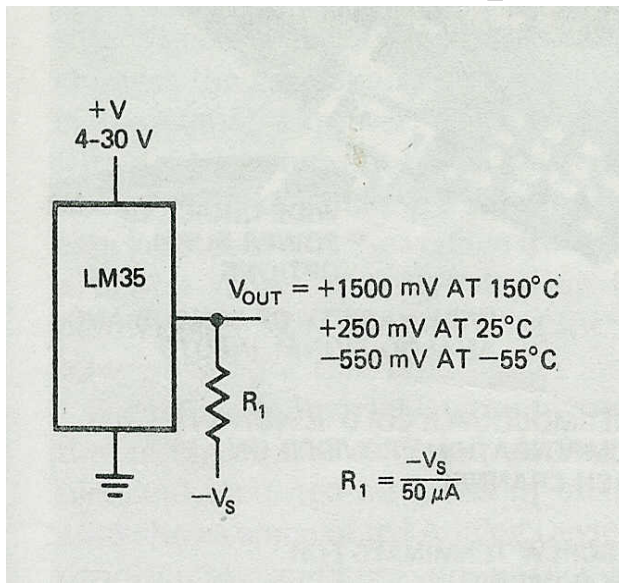 +V
4-30 V
LM35
VOUT = +1500 mV AT 150°C
+250 mV AT 25°C
−550 mV AT −55°C
R1
−VS
R1 = −VS / 50 μA